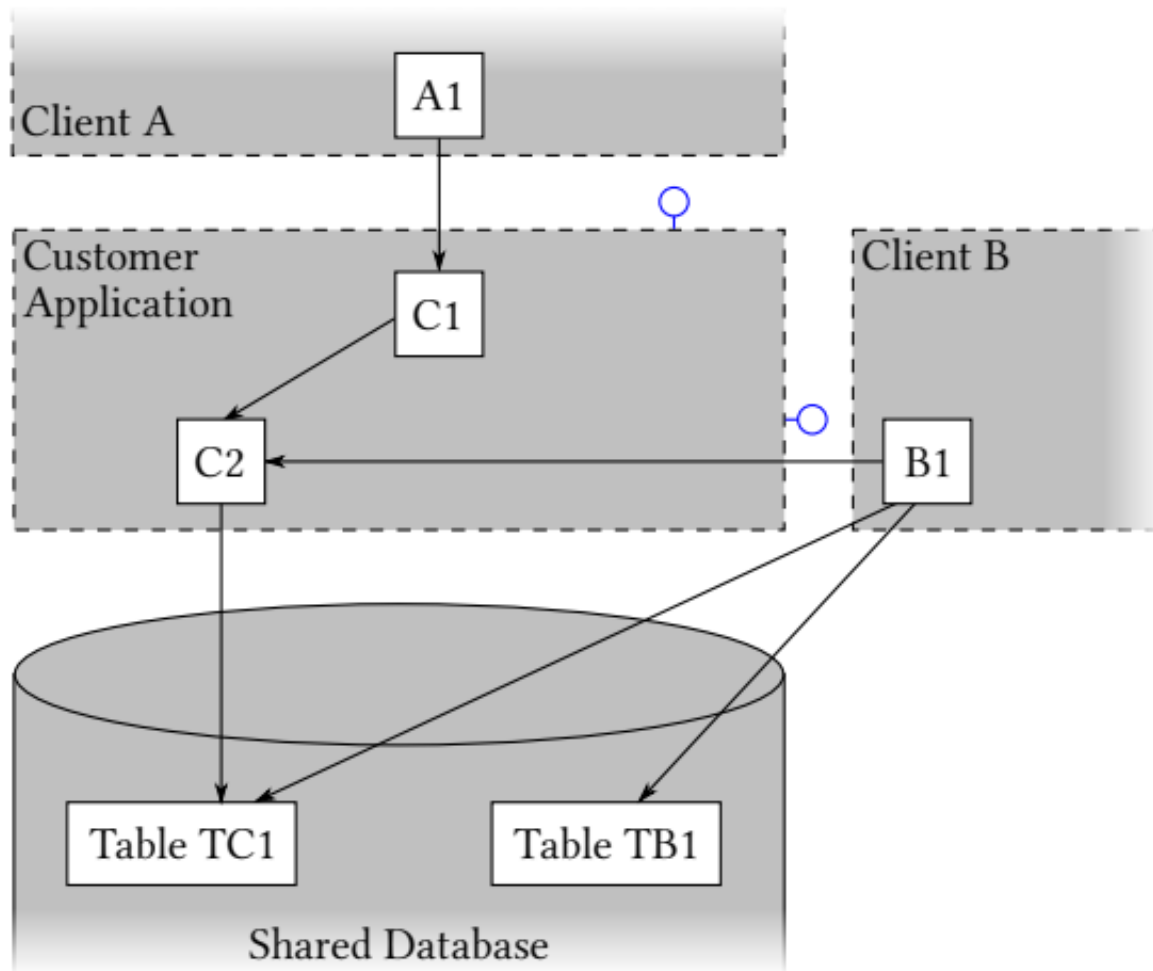 A1
Client A
Customer
Application
Client B
C1
C2
B1
Table TC1
Table TB1
Shared Database